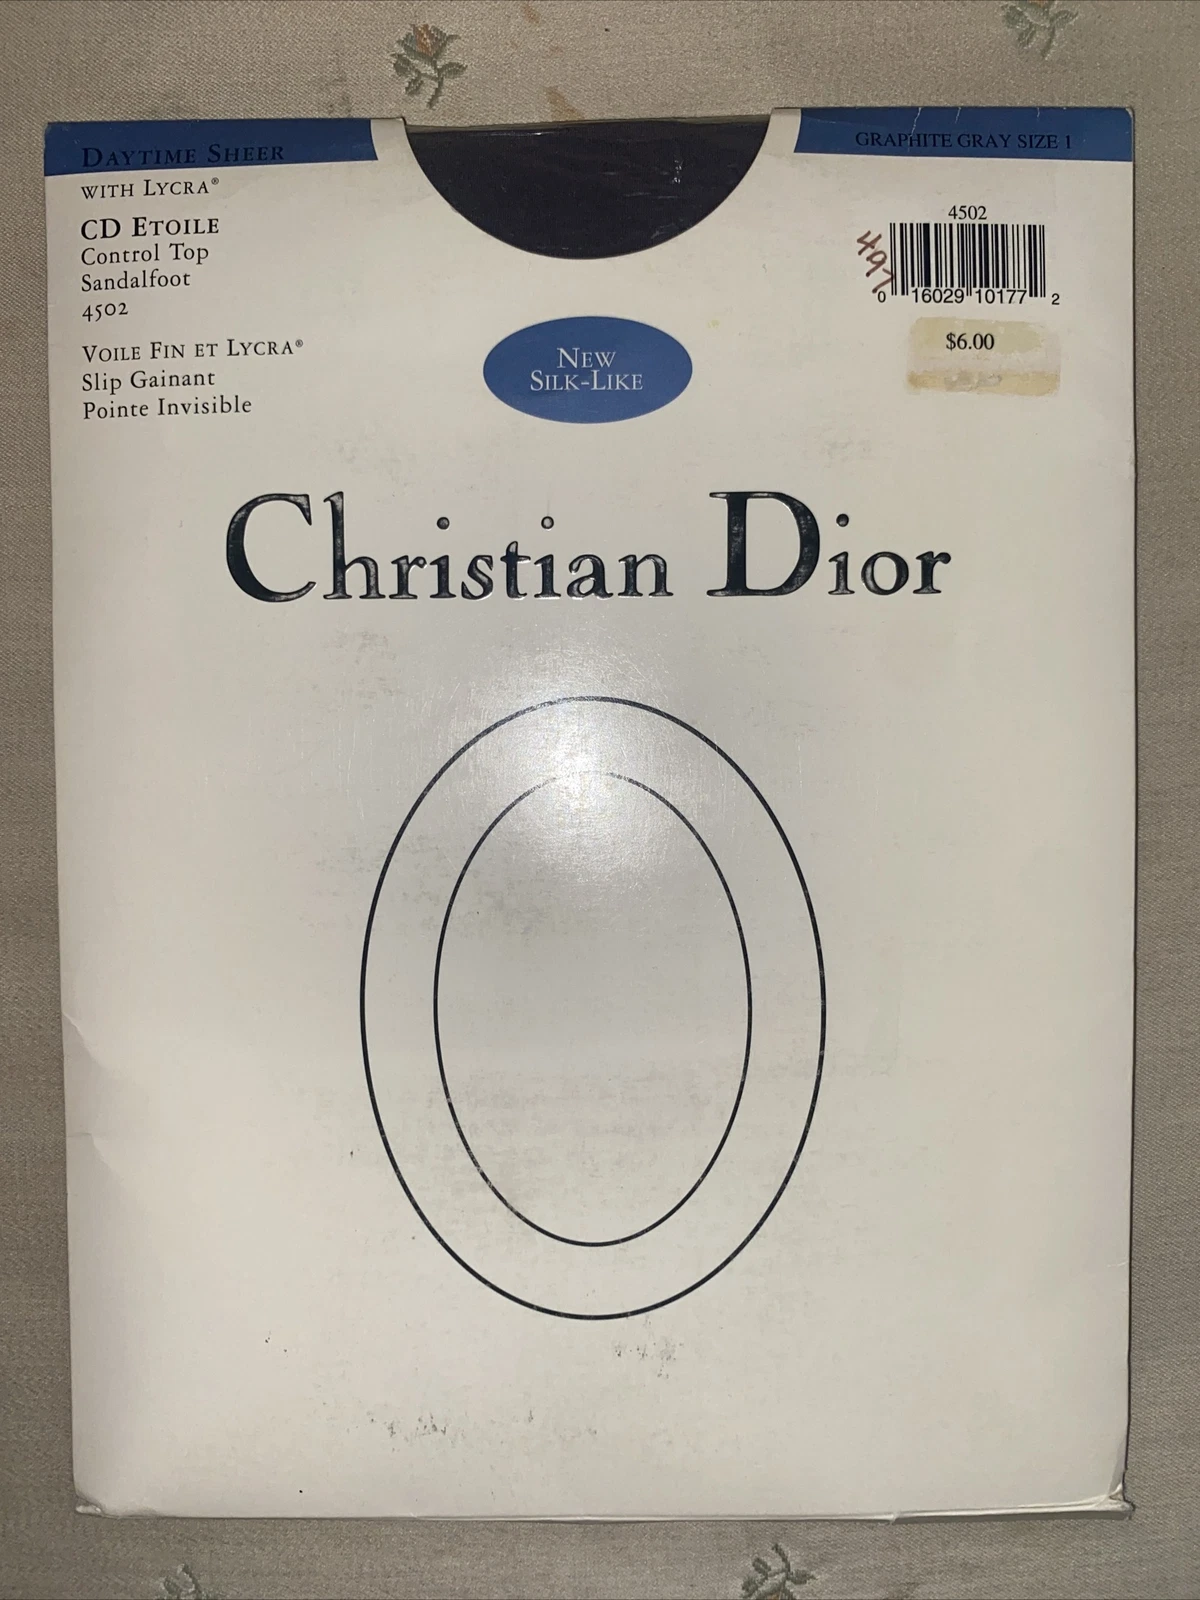 DAYTIME SHEER
WITH LYCRA®
CD ETOILE
Control Top
Sandalfoot
4502
VOILE FIN ET LYCRA®
Slip Gainant
Pointe Invisible
GRAPHITE GRAY SIZE 1
4502
497
0 16029 10177 2
$6.00
NEW
SILK-LIKE
Christian Dior